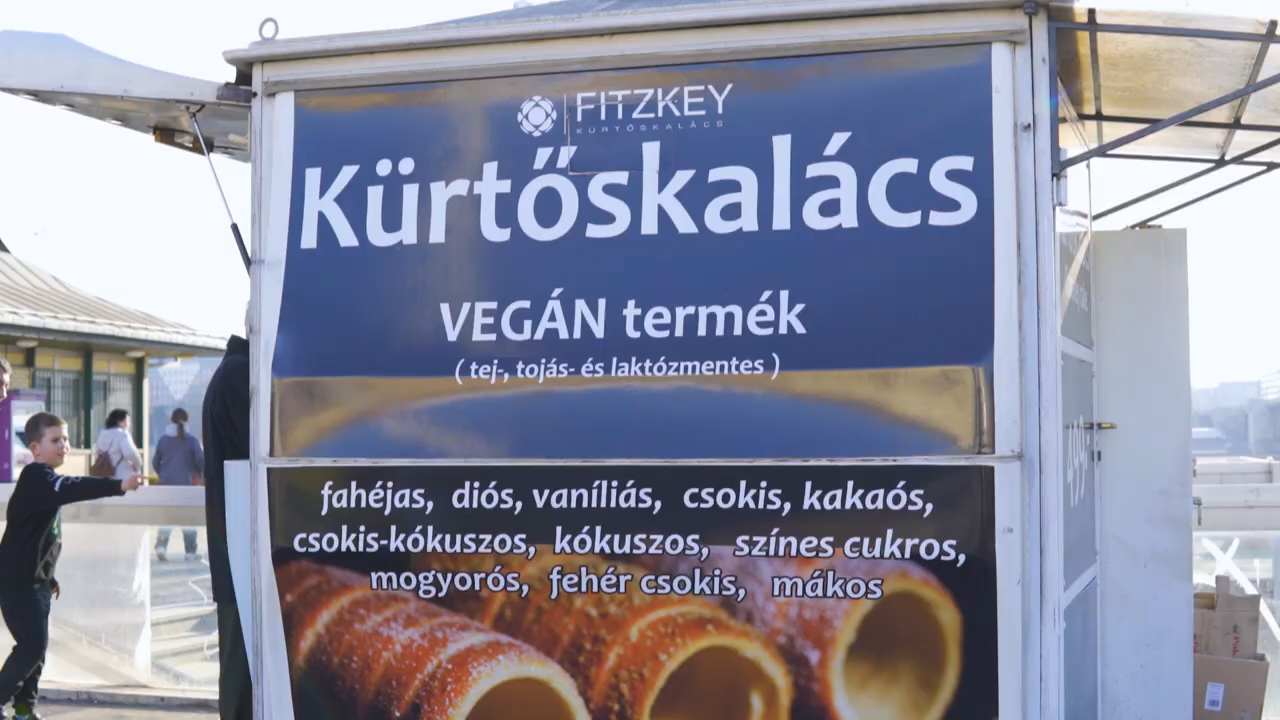 FITZKEY
KÜRTŐSKALÁCS
Kürtőskalács
VEGÁN termék
( tej-, tojás- és laktózmentes )
fahéjas, diós, vaníliás, csokis, kakaós,
csokis-kókuszos, kókuszos, színes cukros,
mogyorós, fehér csokis, mákos